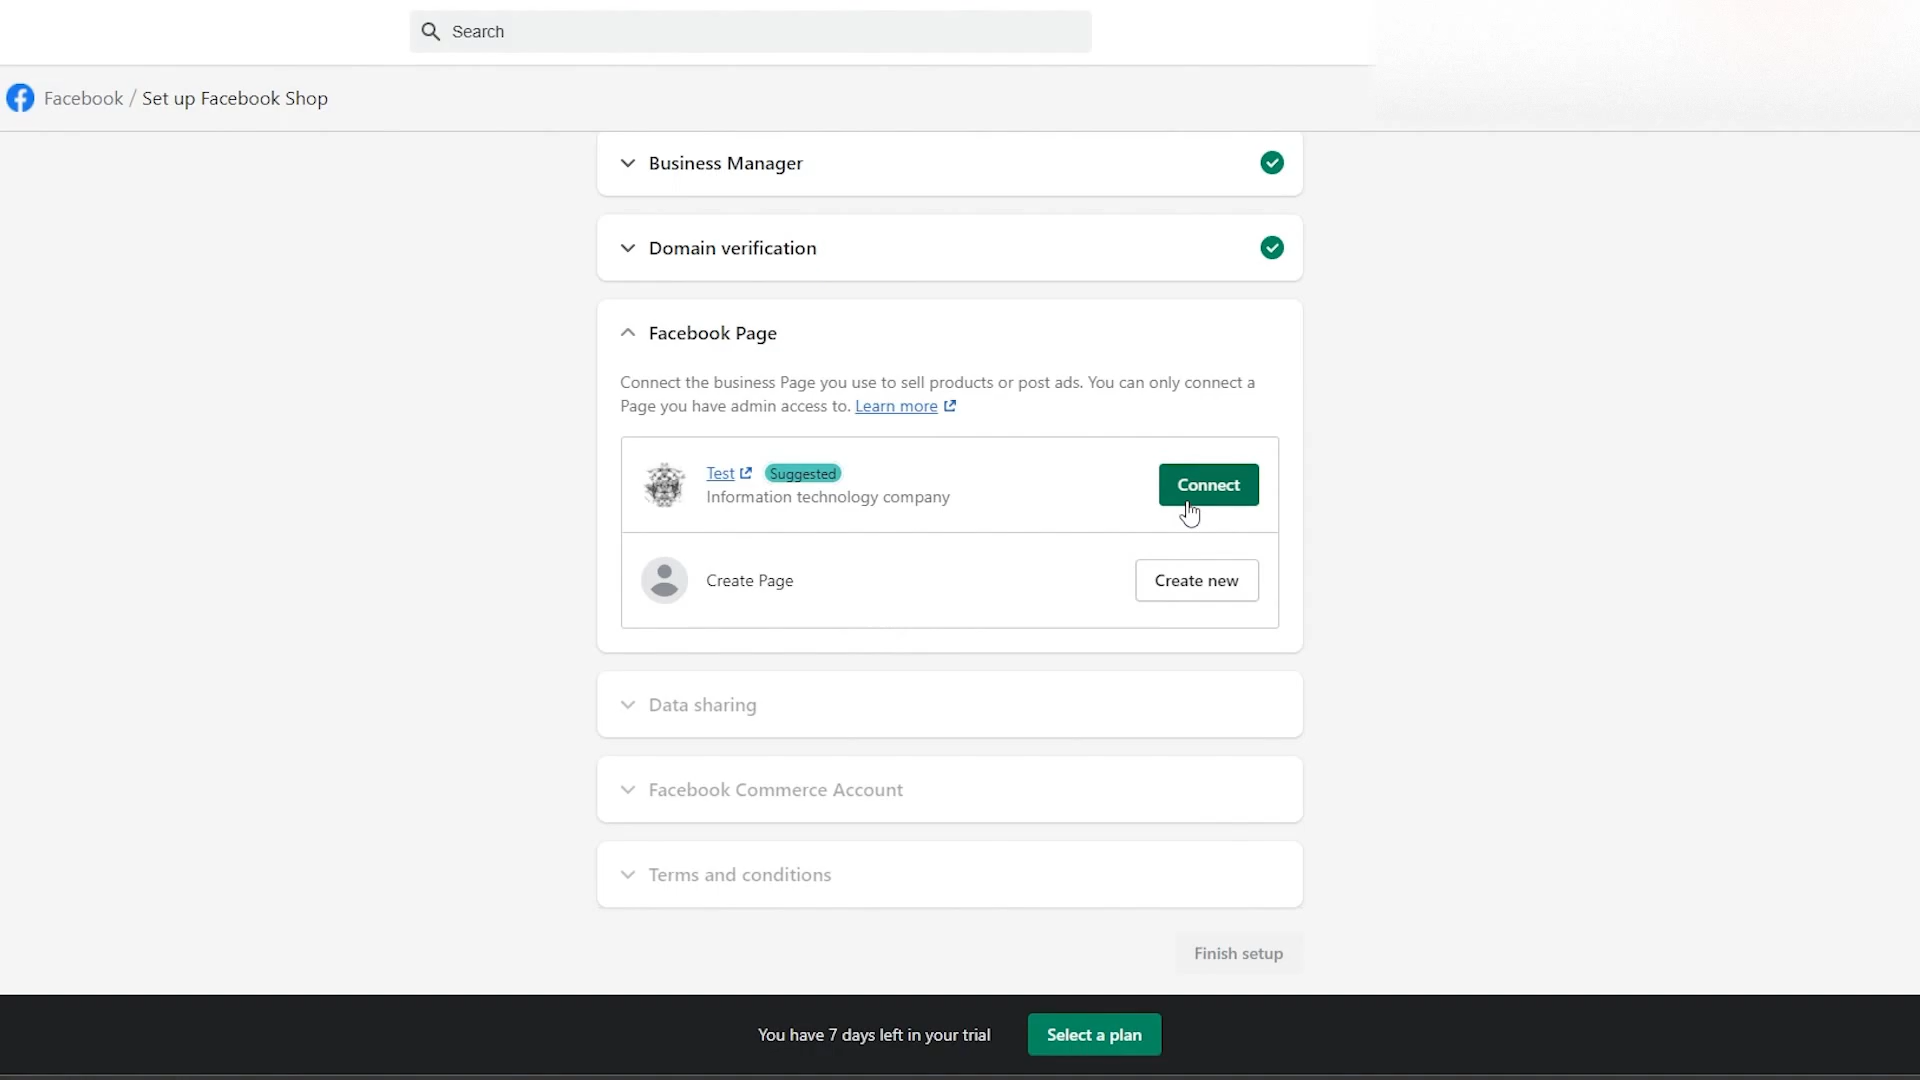 Search
Facebook / Set up Facebook Shop
Business Manager
Domain verification
Facebook Page
Connect the business Page you use to sell products or post ads. You can only connect a
Page you have admin access to. Learn more
Test Suggested
Information technology company
Connect
Create Page
Create new
Data sharing
Facebook Commerce Account
Terms and conditions
Finish setup
You have 7 days left in your trial
Select a plan